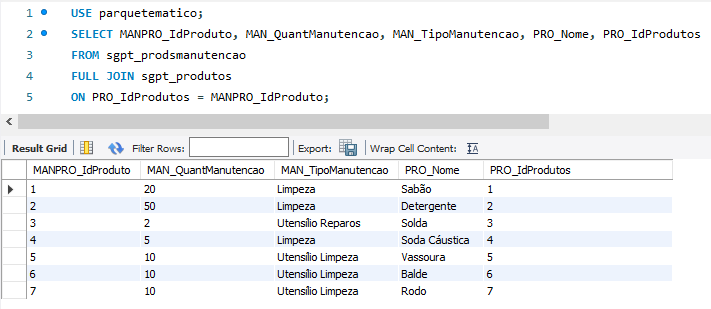 1 USE parquetematico;
2 SELECT MANPRO_IdProduto, MAN_QuantManutencao, MAN_TipoManutencao, PRO_Nome, PRO_IdProdutos
3 FROM sgpt_prodsmanutencao
4 FULL JOIN sgpt_produtos
5 ON PRO_IdProdutos = MANPRO_IdProduto;
Result Grid Filter Rows: Export: Wrap Cell Content:
MANPRO_IdProduto MAN_QuantManutencao MAN_TipoManutencao PRO_Nome PRO_IdProdutos
1 20 Limpeza Sabão 1
2 50 Limpeza Detergente 2
3 2 Utensílio Reparos Solda 3
4 5 Limpeza Soda Cáustica 4
5 10 Utensílio Limpeza Vassoura 5
6 10 Utensílio Limpeza Balde 6
7 10 Utensílio Limpeza Rodo 7